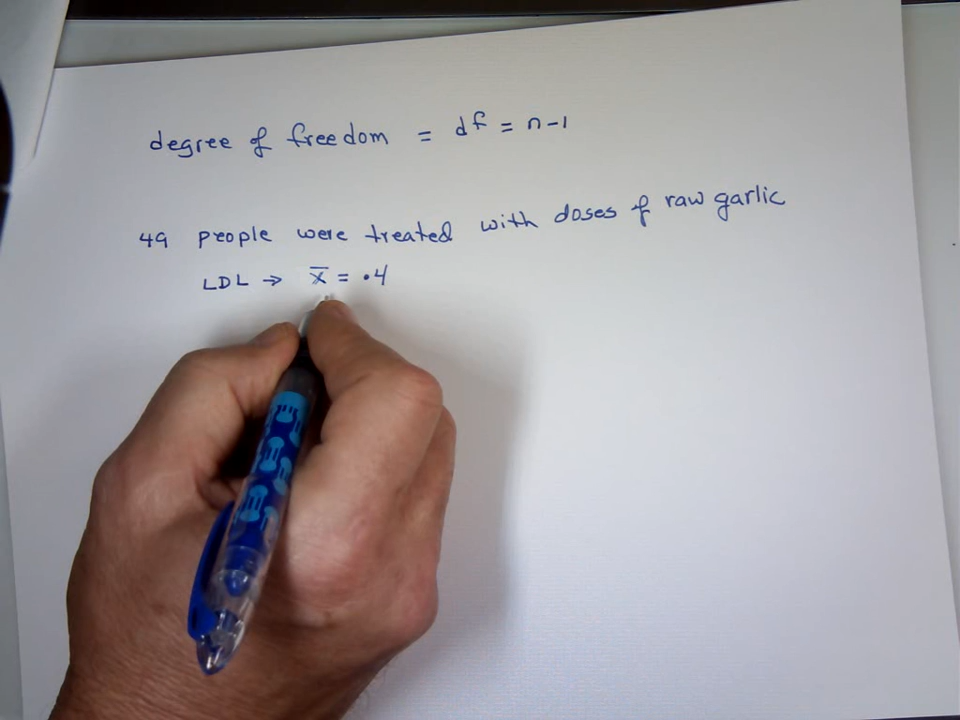 degree of freedom = df = n-1
49 people were treated with doses of raw garlic
LDL → x̄ = .4